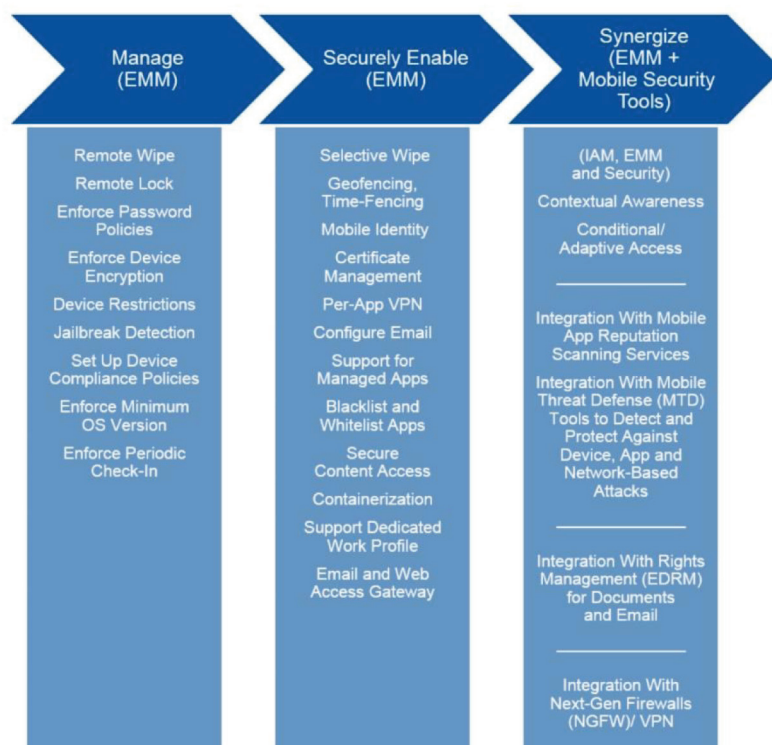 Manage
(EMM)
Securely Enable
(EMM)
Synergize
(EMM +
Mobile Security
Tools)
Remote Wipe
Remote Lock
Enforce Password
Policies
Enforce Device
Encryption
Device Restrictions
Jailbreak Detection
Set Up Device
Compliance Policies
Enforce Minimum
OS Version
Enforce Periodic
Check-In
Selective Wipe
Geofencing,
Time-Fencing
Mobile Identity
Certificate
Management
Per-App VPN
Configure Email
Support for
Managed Apps
Blacklist and
Whitelist Apps
Secure
Content Access
Containerization
Support Dedicated
Work Profile
Email and Web
Access Gateway
(IAM, EMM
and Security)
Contextual Awareness
Conditional/
Adaptive Access
Integration With Mobile
App Reputation
Scanning Services
Integration With Mobile
Threat Defense (MTD)
Tools to Detect and
Protect Against
Device, App and
Network-Based
Attacks
Integration With Rights
Management (EDRM)
for Documents
and Email
Integration With
Next-Gen Firewalls
(NGFW)/ VPN